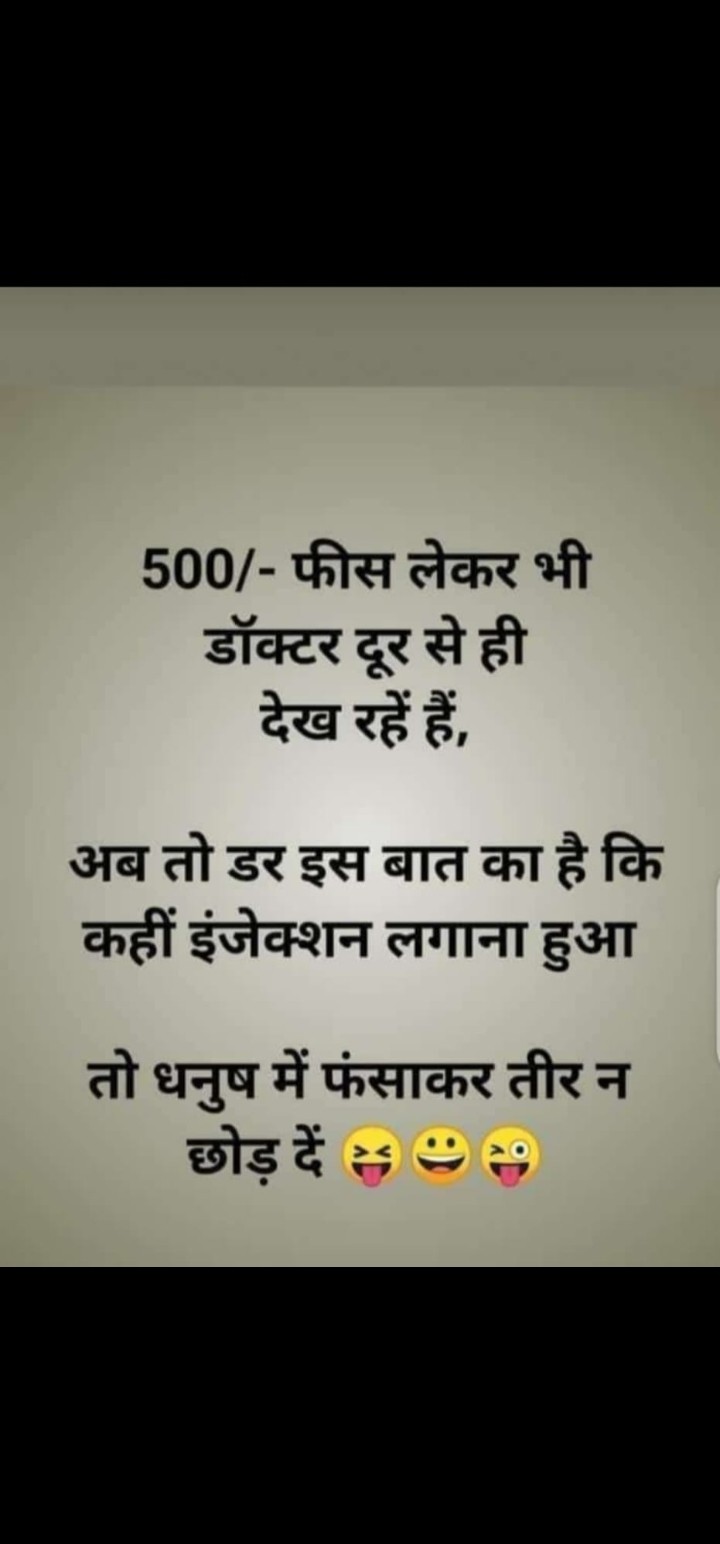 500/- फीस लेकर भी
डॉक्टर दूर से ही
देख रहें हैं,
अब तो डर इस बात का है कि
कहीं इंजेक्शन लगाना हुआ
तो धनुष में फंसाकर तीर न
छोड़ दें 😝😀😜